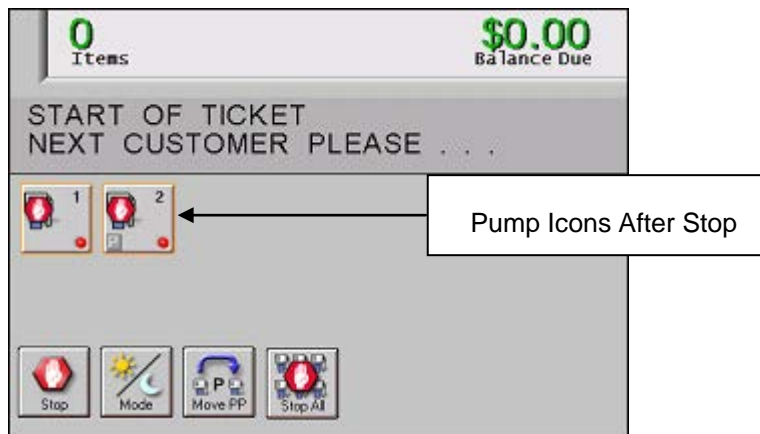 0
Items
$0.00
Balance Due
START OF TICKET
NEXT CUSTOMER PLEASE . . .
1
2
Pump Icons After Stop
Stop
Mode
P
Move PP
Stop All